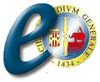 e
DIVM GENERALE
· 1434 ·